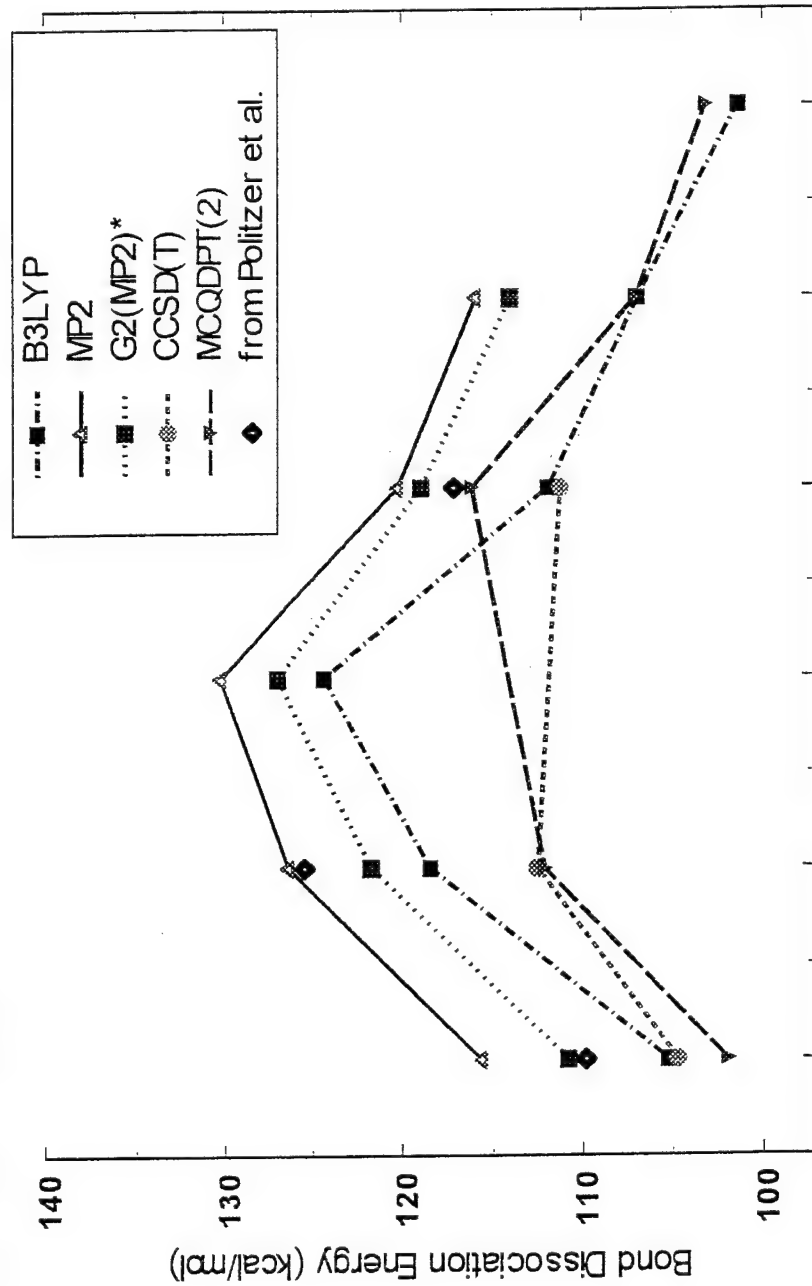 B3LYP
MP2
G2(MP2)*
CCSD(T)
MCQDPT(2)
from Politzer et al.
140
130
120
110
100
Bond Dissociation Energy (kcal/mol)